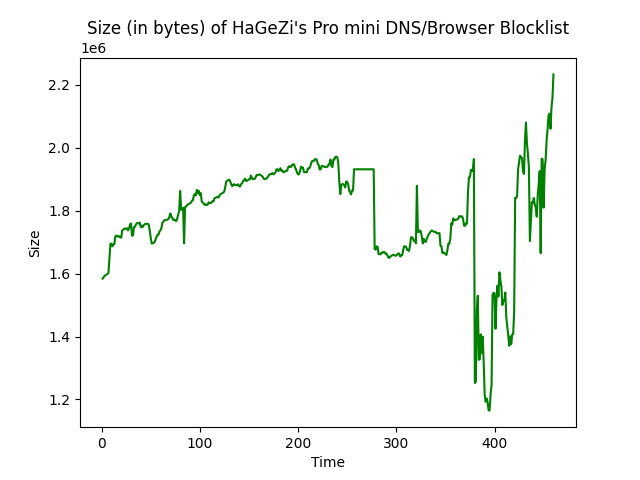 Size (in bytes) of HaGeZi's Pro mini DNS/Browser Blocklist
1e6
2.2
2.0
1.8
1.6
1.4
1.2
Size
0 100 200 300 400
Time